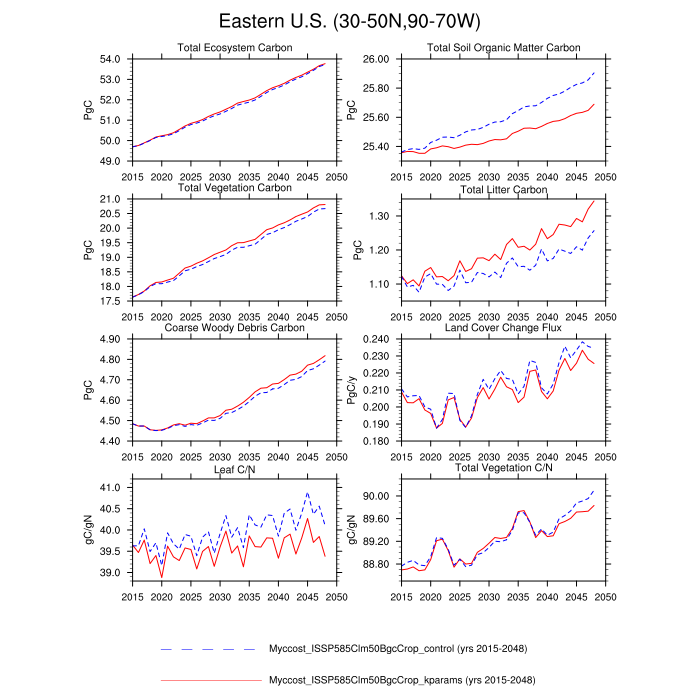 Eastern U.S. (30-50N,90-70W)
Total Ecosystem Carbon
PgC
54.0
53.0
52.0
51.0
50.0
49.0
2015 2020 2025 2030 2035 2040 2045 2050
Total Soil Organic Matter Carbon
PgC
26.00
25.80
25.60
25.40
2015 2020 2025 2030 2035 2040 2045 2050
Total Vegetation Carbon
PgC
21.0
20.5
20.0
19.5
19.0
18.5
18.0
17.5
2015 2020 2025 2030 2035 2040 2045 2050
Total Litter Carbon
PgC
1.30
1.20
1.10
2015 2020 2025 2030 2035 2040 2045 2050
Coarse Woody Debris Carbon
PgC
4.90
4.80
4.70
4.60
4.50
4.40
2015 2020 2025 2030 2035 2040 2045 2050
Land Cover Change Flux
PgC/y
0.240
0.230
0.220
0.210
0.200
0.190
0.180
2015 2020 2025 2030 2035 2040 2045 2050
Leaf C/N
gC/gN
41.0
40.5
40.0
39.5
39.0
2015 2020 2025 2030 2035 2040 2045 2050
Total Vegetation C/N
gC/gN
90.00
89.60
89.20
88.80
2015 2020 2025 2030 2035 2040 2045 2050
Myccost_ISSP585Clm50BgcCrop_control (yrs 2015-2048)
Myccost_ISSP585Clm50BgcCrop_kparams (yrs 2015-2048)